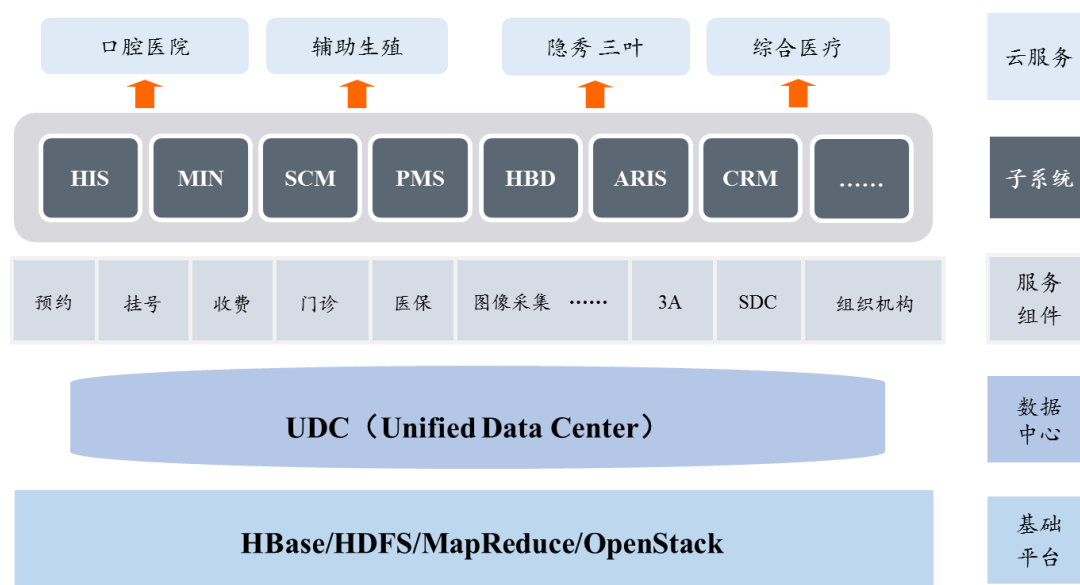 口腔医院
辅助生殖
隐秀 三叶
综合医疗
云服务
HIS
MIN
SCM
PMS
HBD
ARIS
CRM
……
子系统
预约
挂号
收费
门诊
医保
图像采集 ……
3A
SDC
组织机构
服务
组件
UDC（Unified Data Center）
数据
中心
HBase/HDFS/MapReduce/OpenStack
基础
平台